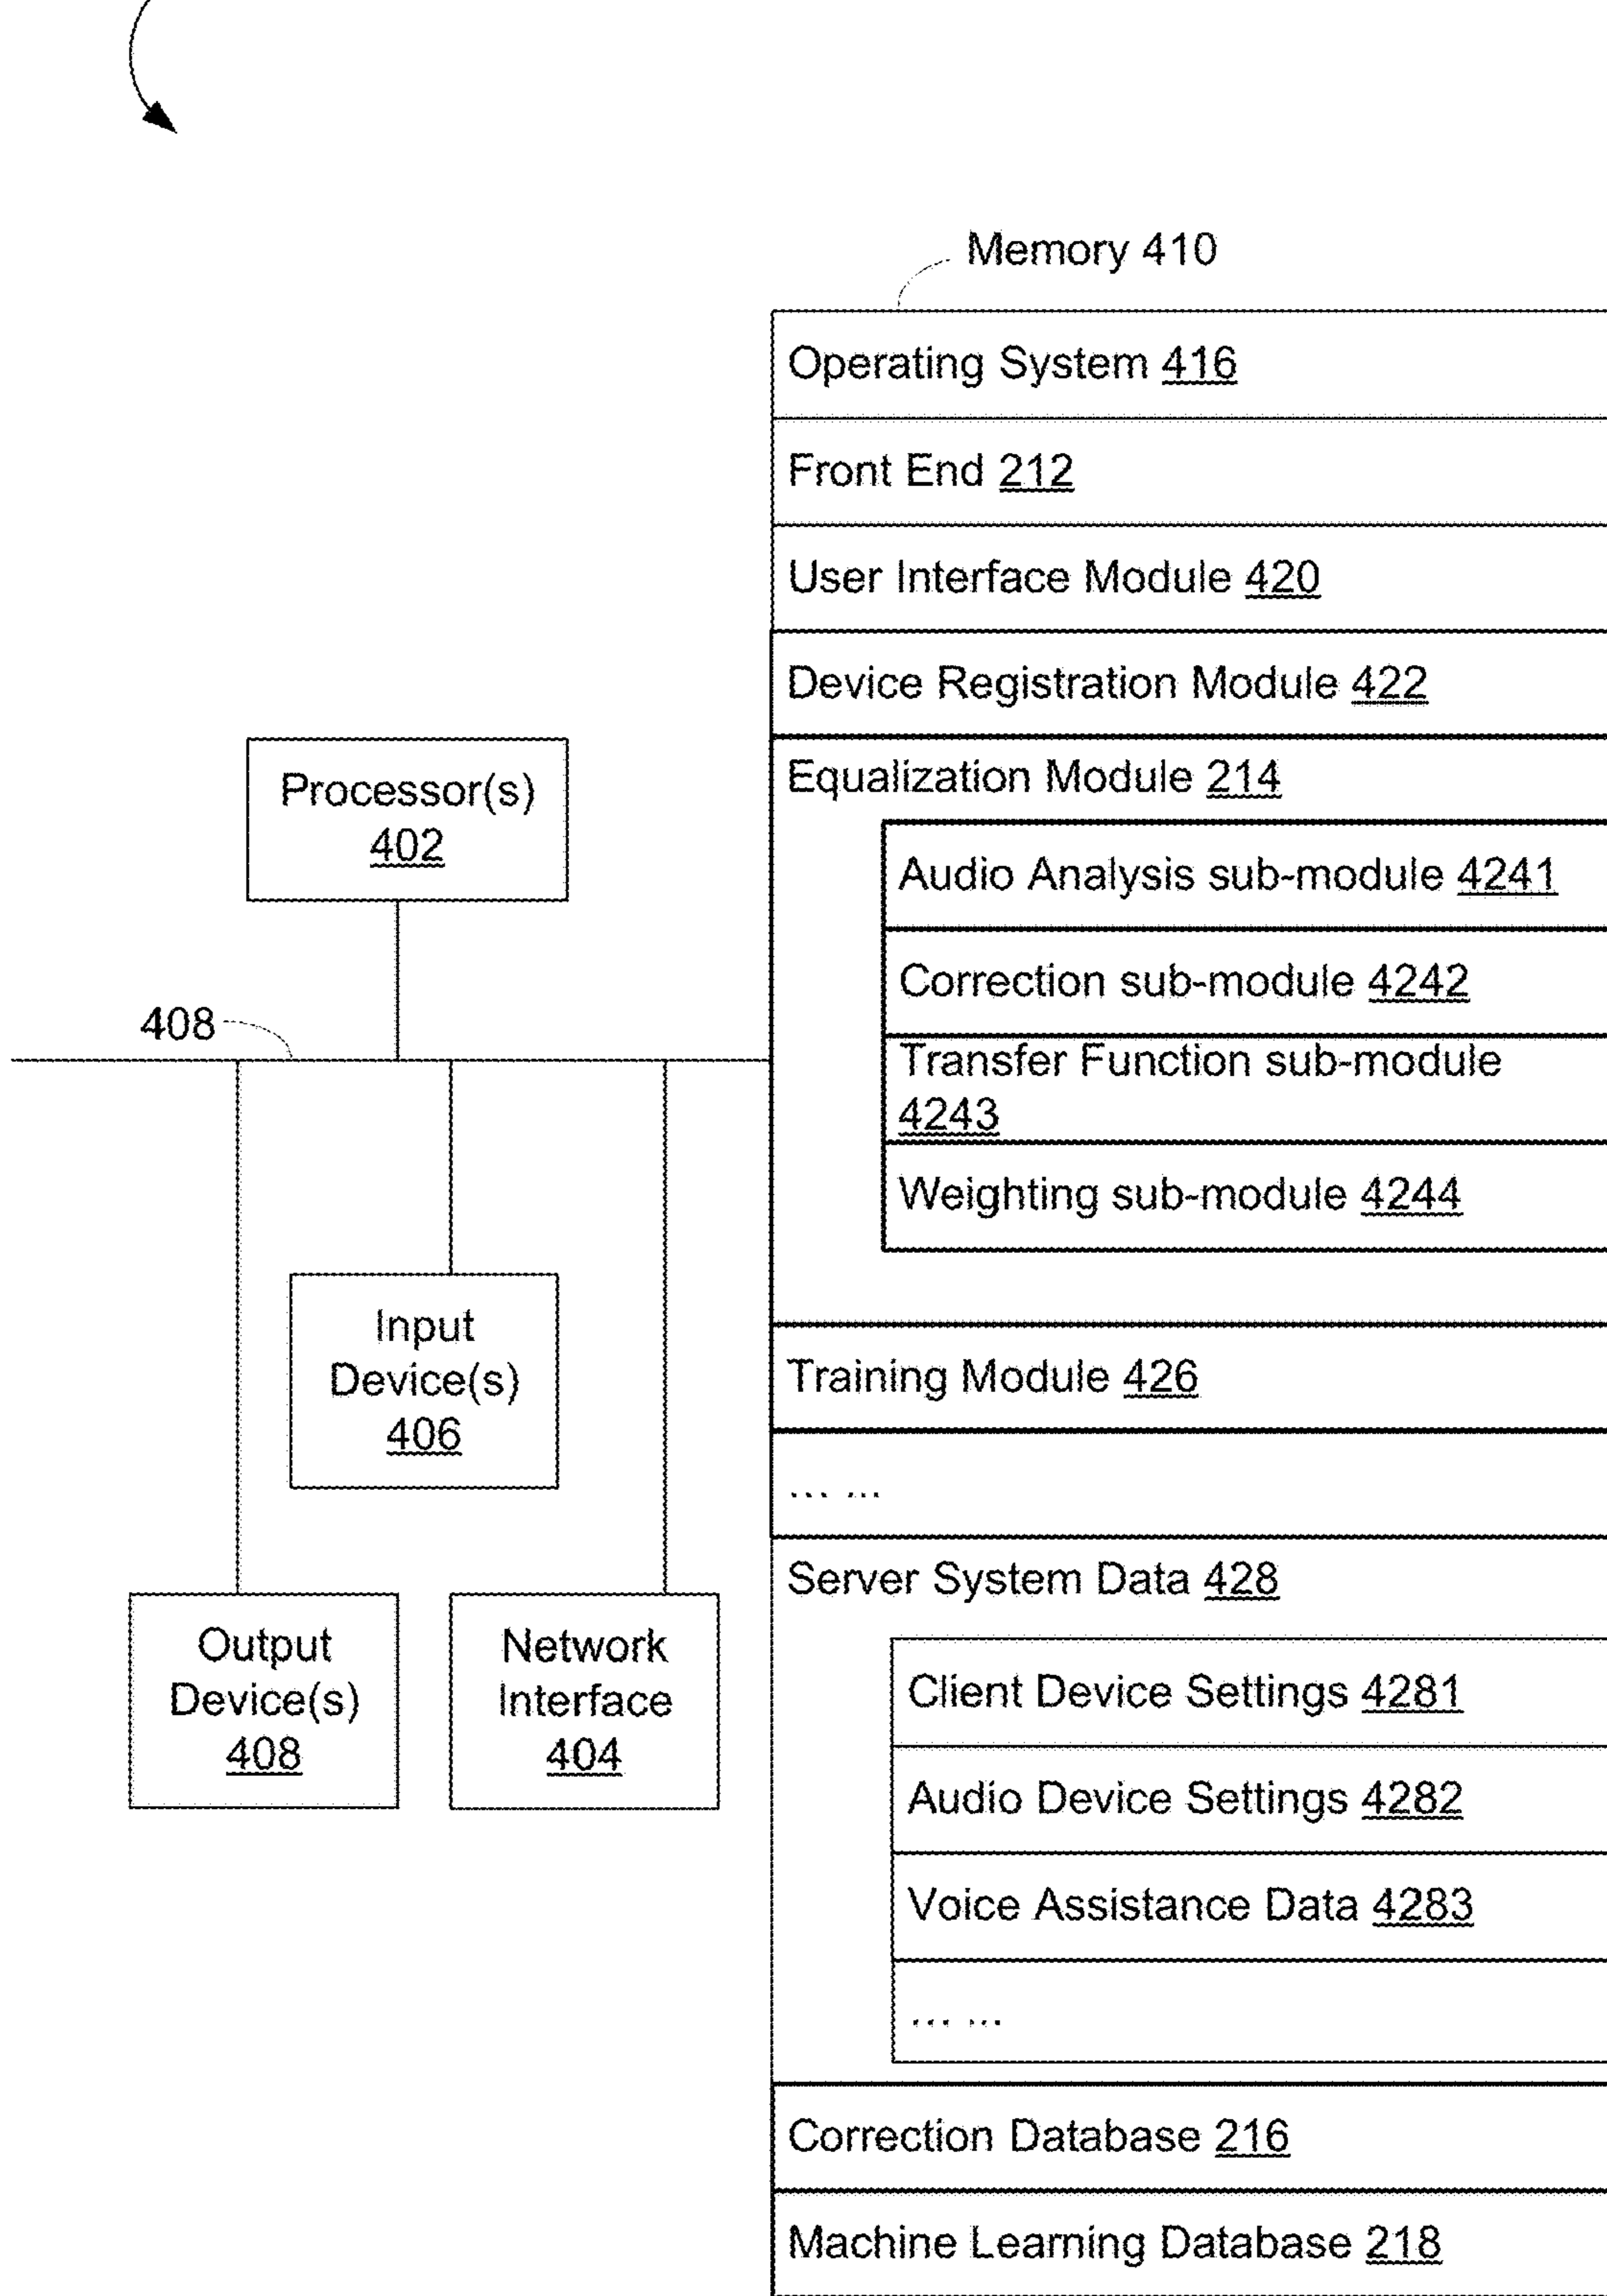 Memory 410
Operating System 416
Front End 212
User Interface Module 420
Device Registration Module 422
Equalization Module 214
Audio Analysis sub-module 4241
Correction sub-module 4242
Transfer Function sub-module
4243
Weighting sub-module 4244
Training Module 426
... ...
Server System Data 428
Client Device Settings 4281
Audio Device Settings 4282
Voice Assistance Data 4283
... ...
Correction Database 216
Machine Learning Database 218
Processor(s)
402
408
Input
Device(s)
406
Output
Device(s)
408
Network
Interface
404